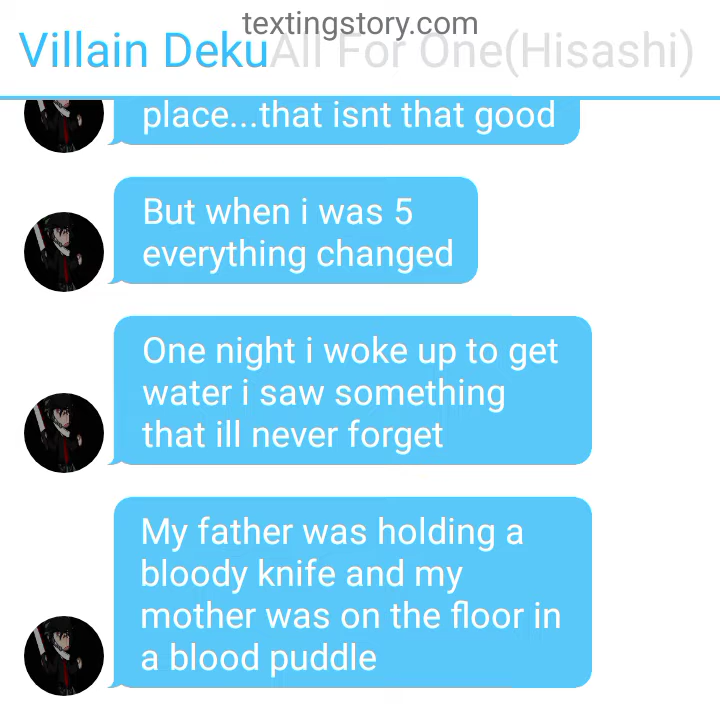 textingstory.com
Villain Deku All For One(Hisashi)
place...that isnt that good
But when i was 5
everything changed
One night i woke up to get
water i saw something
that ill never forget
My father was holding a
bloody knife and my
mother was on the floor in
a blood puddle